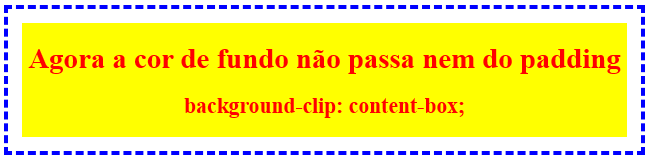 Agora a cor de fundo não passa nem do padding
background-clip: content-box;